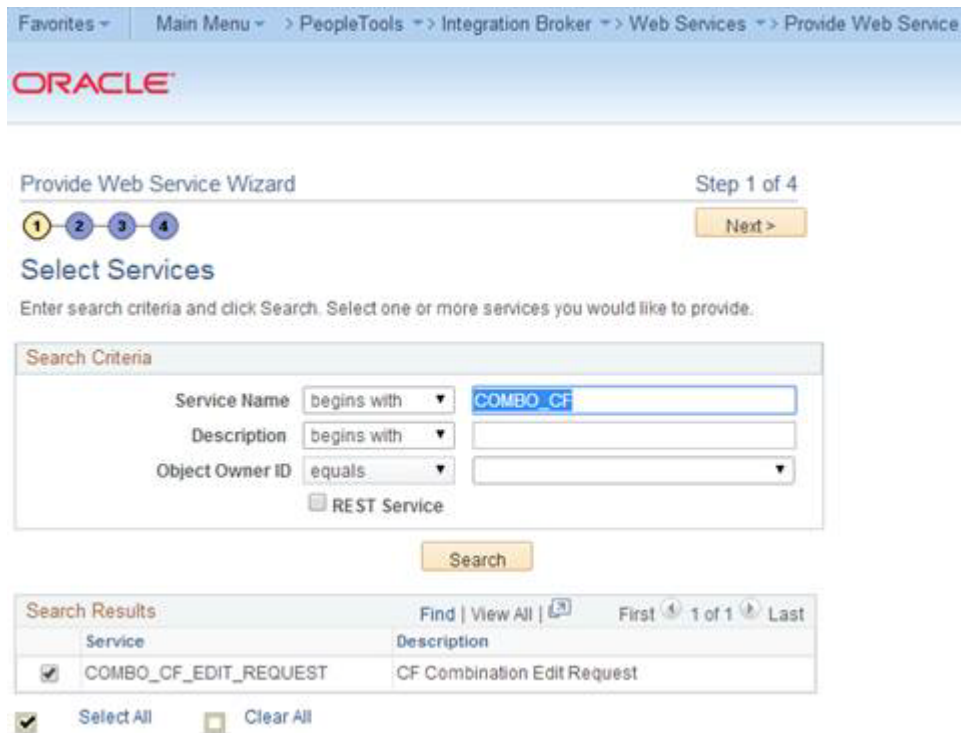 Favorites Main Menu > PeopleTools > Integration Broker > Web Services > Provide Web Service
ORACLE
Provide Web Service Wizard Step 1 of 4
1 2 3 4 Next >
Select Services
Enter search criteria and click Search. Select one or more services you would like to provide.
Search Criteria
Service Name begins with COMBO_CF
Description begins with
Object Owner ID equals
REST Service
Search
Search Results Find | View All | First 1 of 1 Last
Service Description
COMBO_CF_EDIT_REQUEST CF Combination Edit Request
Select All Clear All